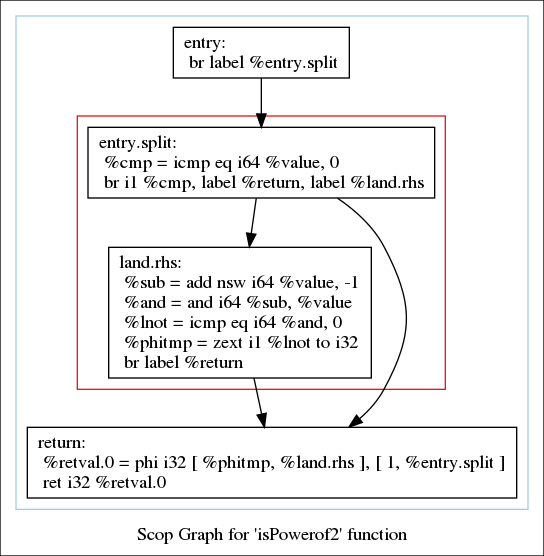 entry:
br label %entry.split
entry.split:
%cmp = icmp eq i64 %value, 0
br i1 %cmp, label %return, label %land.rhs
land.rhs:
%sub = add nsw i64 %value, -1
%and = and i64 %sub, %value
%lnot = icmp eq i64 %and, 0
%phitmp = zext i1 %lnot to i32
br label %return
return:
%retval.0 = phi i32 [ %phitmp, %land.rhs ], [ 1, %entry.split ]
ret i32 %retval.0
Scop Graph for 'isPowerof2' function